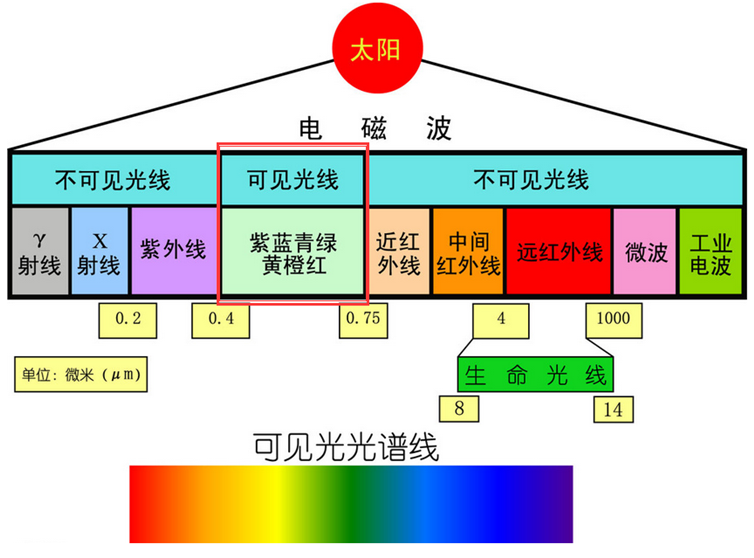 太阳
电 磁 波
不可见光线
可见光线
不可见光线
γ
射线
X
射线
紫外线
紫蓝青绿
黄橙红
近红
外线
中间
红外线
远红外线
微波
工业
电波
0.2
0.4
0.75
4
1000
单位: 微米 (μm)
生 命 光 线
8
14
可见光光谱线